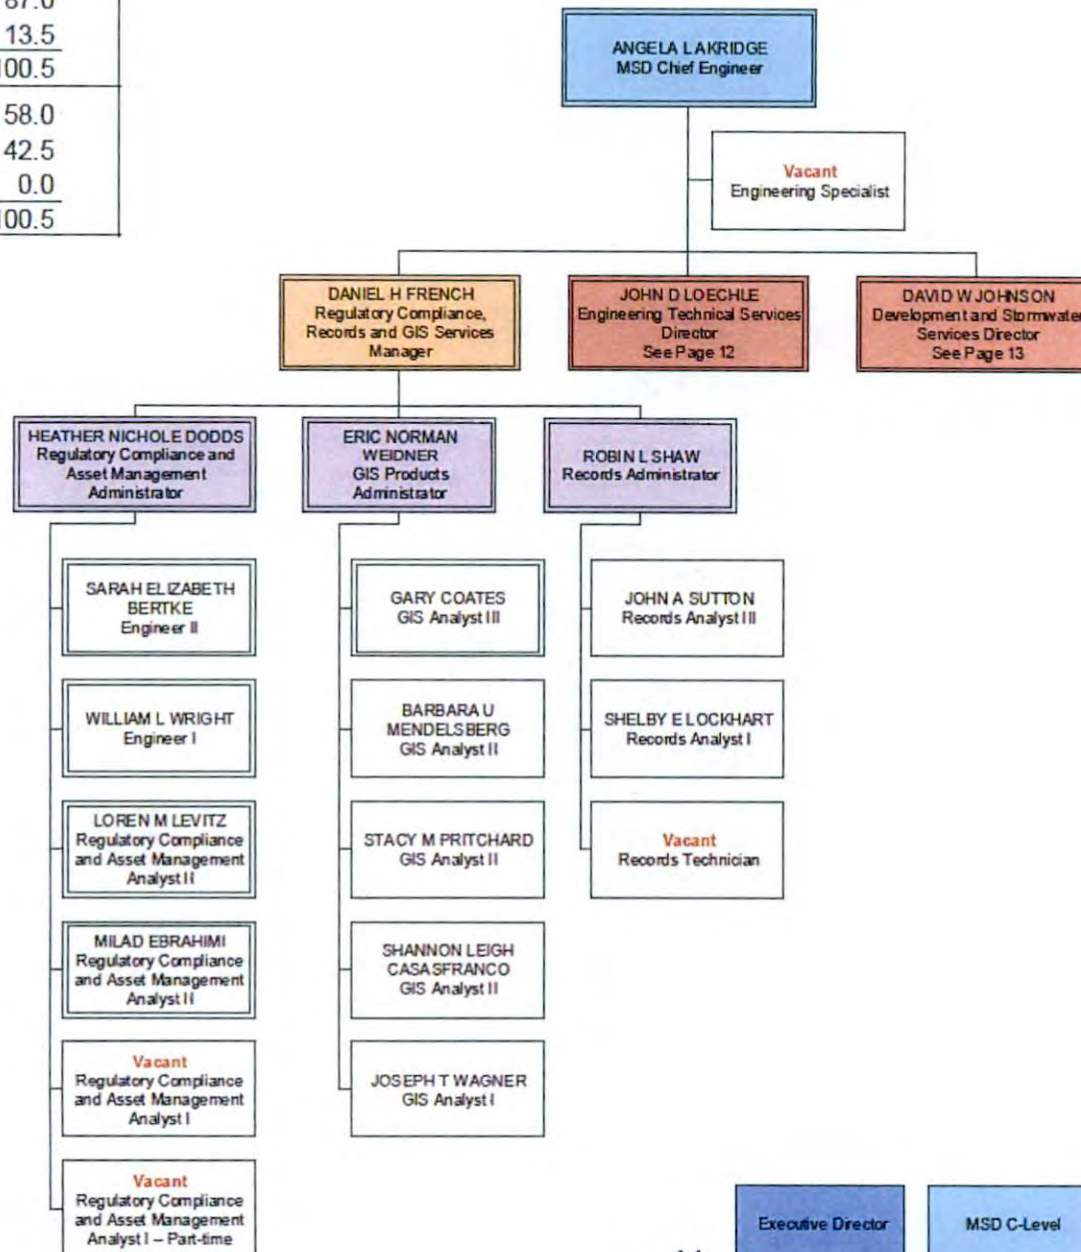 13.5
58.0
42.5
0.0
ANGELA L AKRIDGE
MSD Chief Engineer
Vacant
Engineering Specialist
DANIEL H FRENCH
Regulatory Compliance,
Records and GIS Services
Manager
JOHN D LOECHLE
Engineering Technical Services
Director
See Page 12
DAVID W JOHNSON
Development and Stormwater
Services Director
See Page 13
HEATHER NICHOLE DODDS
Regulatory Compliance and
Asset Management
Administrator
ERIC NORMAN
WEIDNER
GIS Products
Administrator
ROBIN L SHAW
Records Administrator
SARAH ELIZABETH
BERTKE
Engineer II
WILLIAM L WRIGHT
Engineer I
LOREN M LEVITZ
Regulatory Compliance
and Asset Management
Analyst II
MILAD EBRAHIMI
Regulatory Compliance
and Asset Management
Analyst II
Vacant
Regulatory Compliance
and Asset Management
Analyst I
Vacant
Regulatory Compliance
and Asset Management
Analyst I – Part-time
GARY COATES
GIS Analyst III
BARBARA U
MENDELSBERG
GIS Analyst II
STACY M PRITCHARD
GIS Analyst II
SHANNON LEIGH
CASASFRANCO
GIS Analyst II
JOSEPH T WAGNER
GIS Analyst I
JOHN A SUTTON
Records Analyst III
SHELBY E LOCKHART
Records Analyst I
Vacant
Records Technician
Executive Director
MSD C-Level